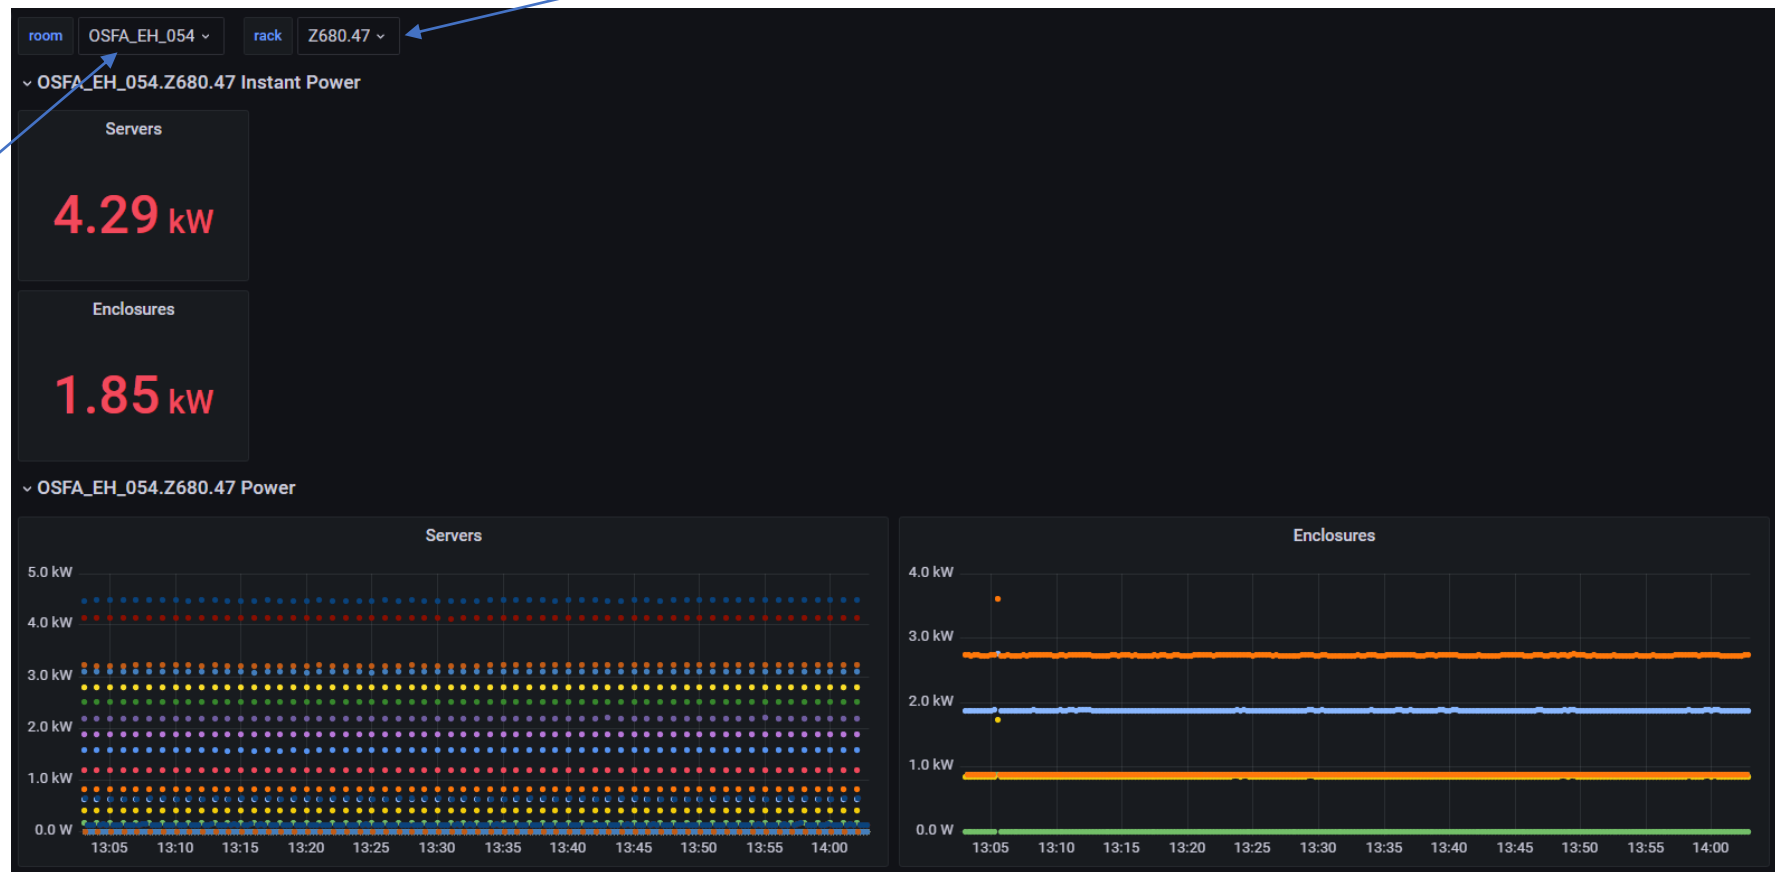 room OSFA_EH_054 rack Z680.47
OSFA_EH_054.Z680.47 Instant Power
Servers
4.29 kW
Enclosures
1.85 kW
OSFA_EH_054.Z680.47 Power
Servers
5.0 kW
4.0 kW
3.0 kW
2.0 kW
1.0 kW
0.0 W
13:05 13:10 13:15 13:20 13:25 13:30 13:35 13:40 13:45 13:50 13:55 14:00
Enclosures
4.0 kW
3.0 kW
2.0 kW
1.0 kW
0.0 W
13:05 13:10 13:15 13:20 13:25 13:30 13:35 13:40 13:45 13:50 13:55 14:00